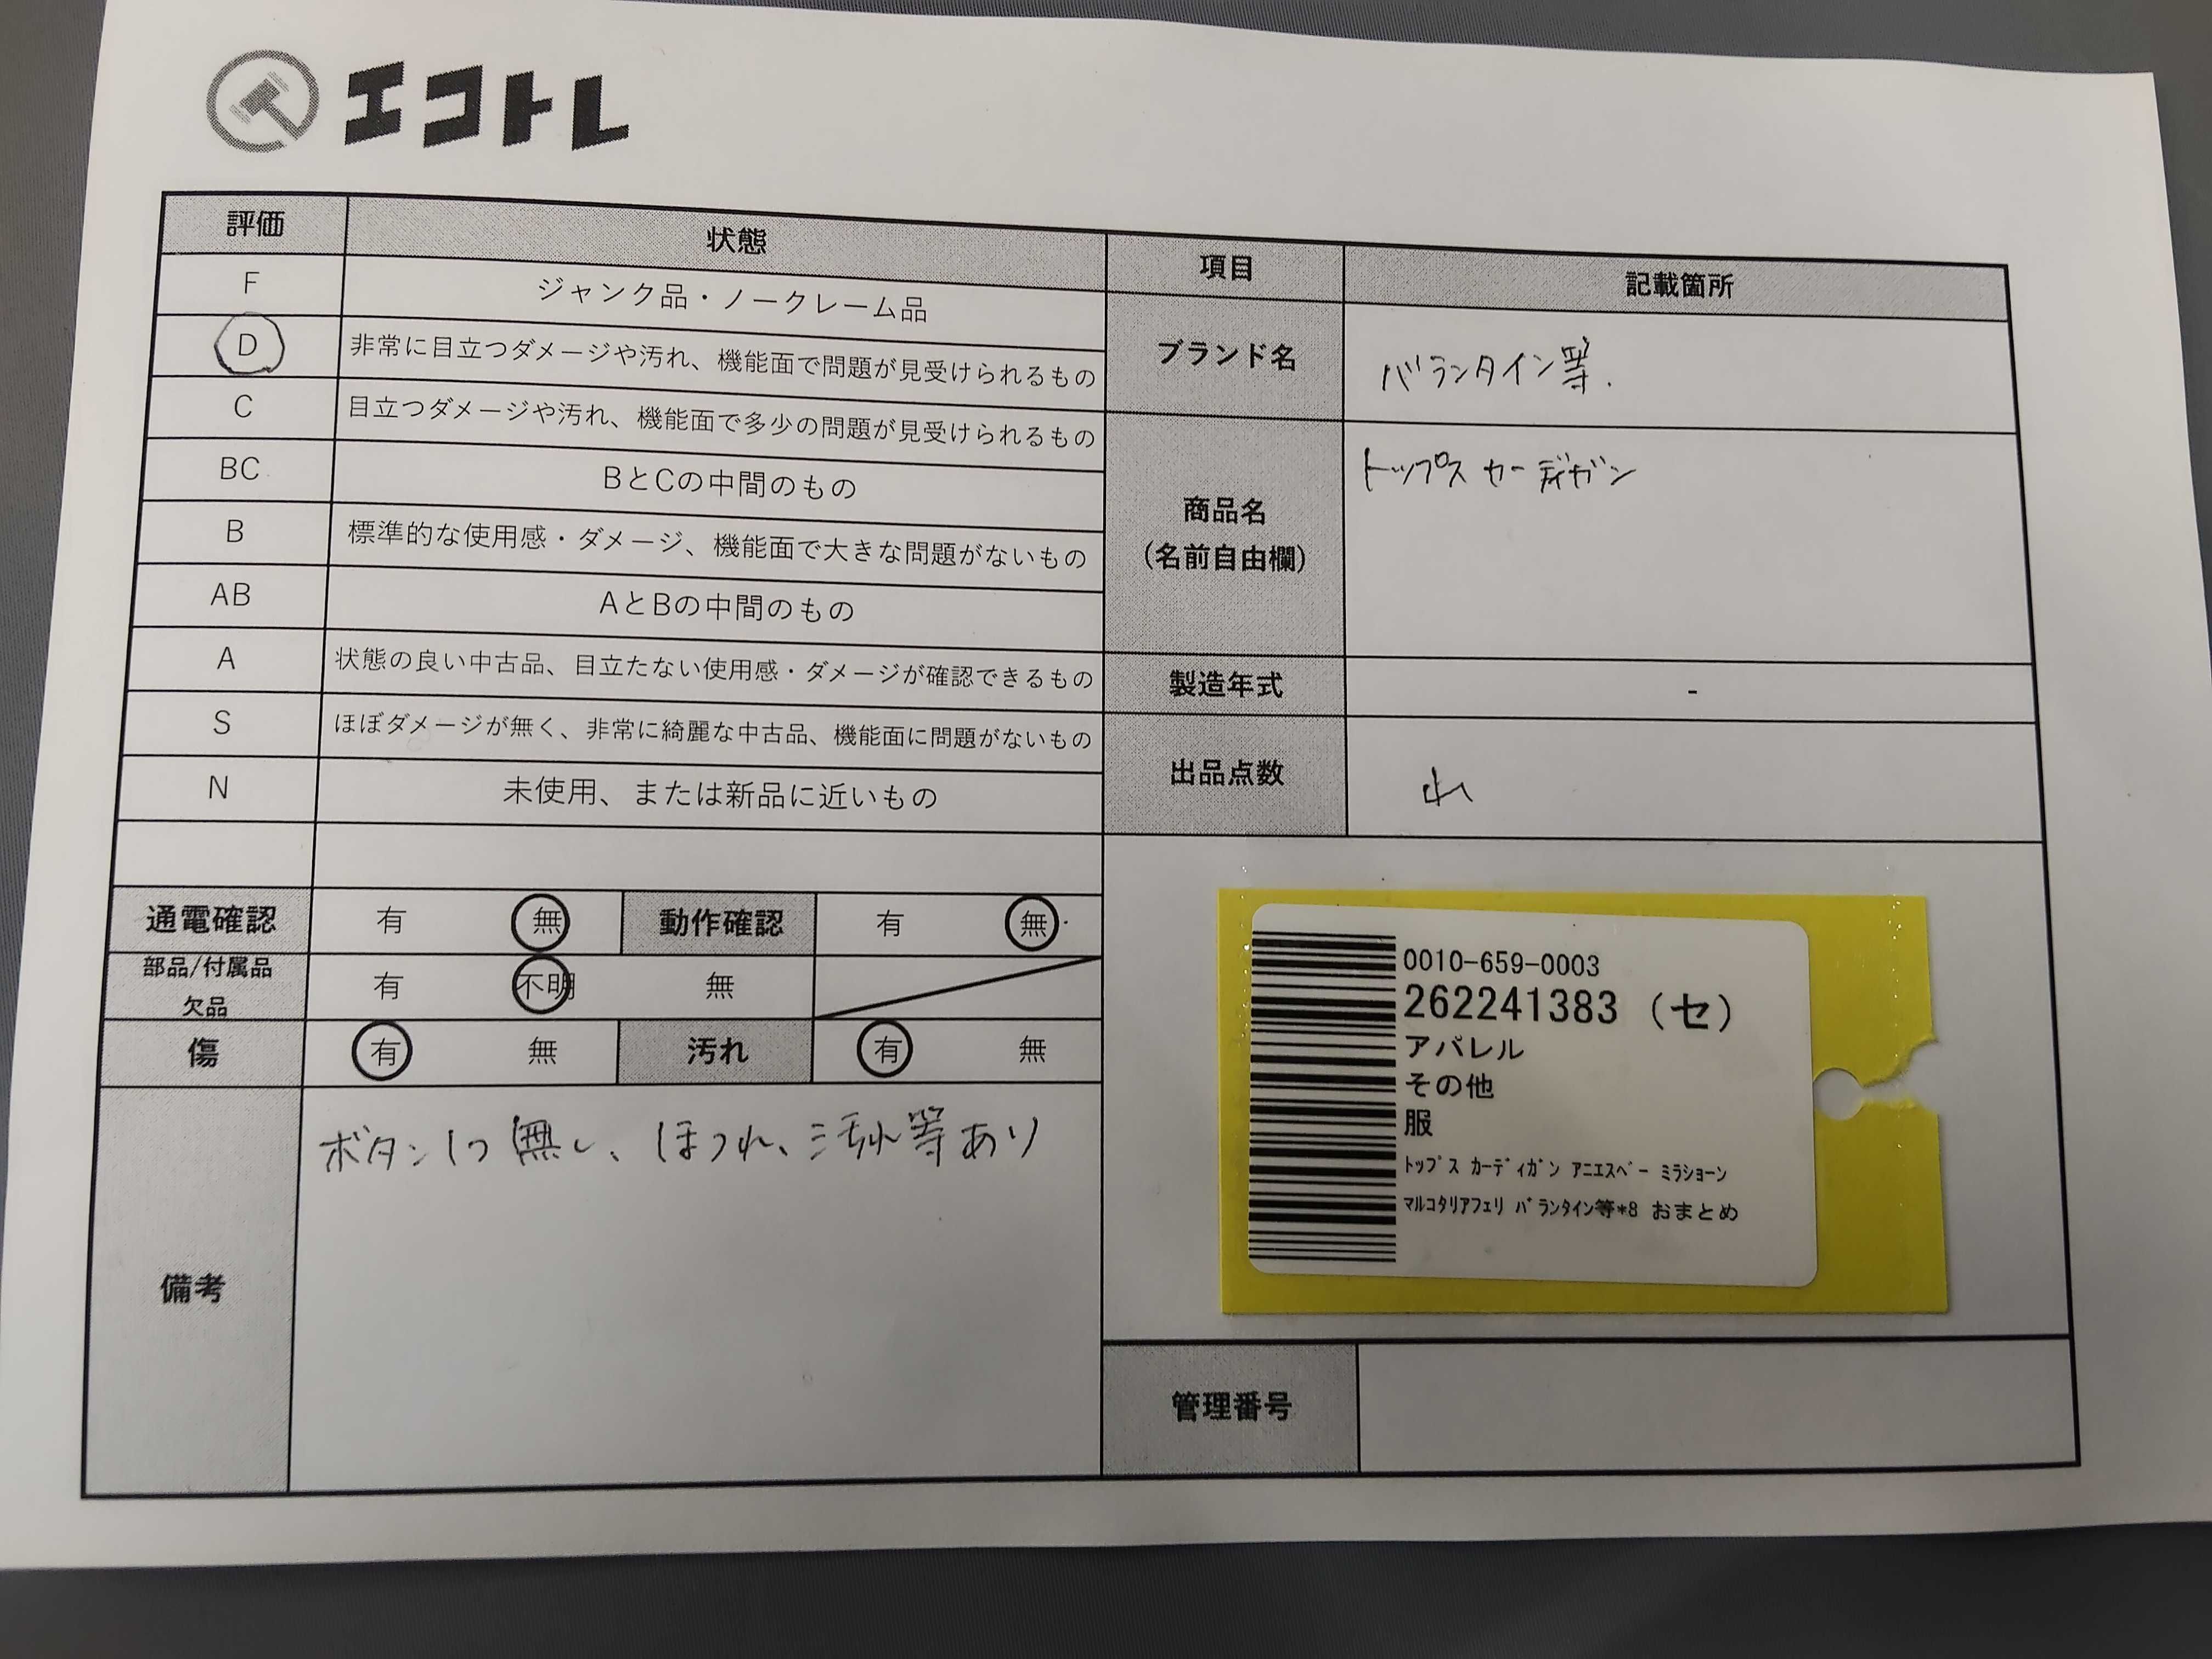 エコトレ
評価 状態
F ジャンク品・ノークレーム品
D 非常に目立つダメージや汚れ、機能面で問題が見受けられるもの
C 目立つダメージや汚れ、機能面で多少の問題が見受けられるもの
BC BとCの中間のもの
B 標準的な使用感・ダメージ、機能面で大きな問題がないもの
AB AとBの中間のもの
A 状態の良い中古品、目立たない使用感・ダメージが確認できるもの
S ほぼダメージが無く、非常に綺麗な中古品、機能面に問題がないもの
N 未使用、または新品に近いもの
通電確認 有 無 動作確認 有 無
部品/付属品
欠品 有 不明 無
傷 有 無 汚れ 有 無
備考 ボタン1つ無し、ほつれ、汚れ等あり
項目 記載箇所
ブランド名 バランタイン等.
商品名
(名前自由欄)
トップス カーディガン
製造年式 -
出品点数
0010-659-0003
262241383 (セ)
アパレル
その他
服
ﾄｯﾌﾟｽ ｶｰﾃﾞｨｶﾞﾝ ｱﾆｴｽﾍﾞｰ ﾐﾗｼｮｰﾝ
ﾏﾙｺﾀﾘｱﾌｪﾘ ﾊﾞﾗﾝﾀｲﾝ等*8 おまとめ
管理番号